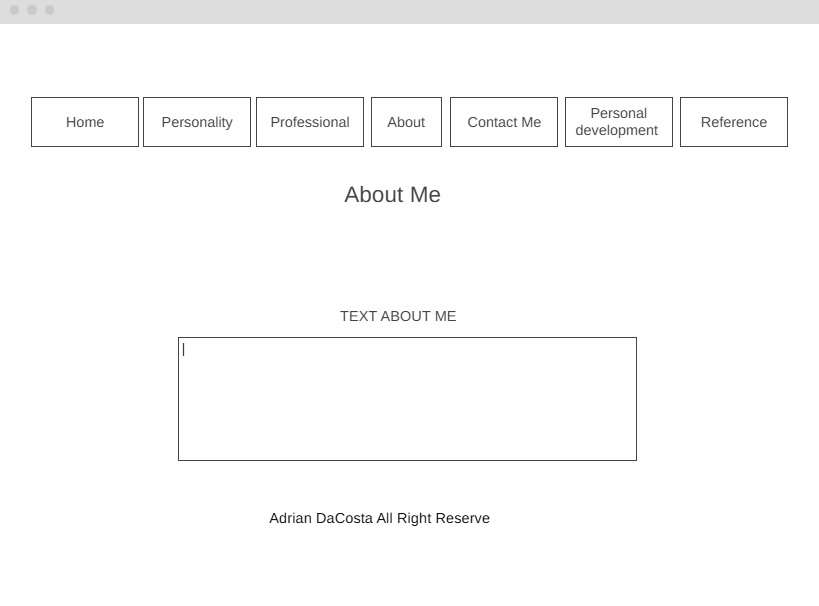 Home Personality Professional About Contact Me Personal development Reference
About Me
TEXT ABOUT ME
Adrian DaCosta All Right Reserve